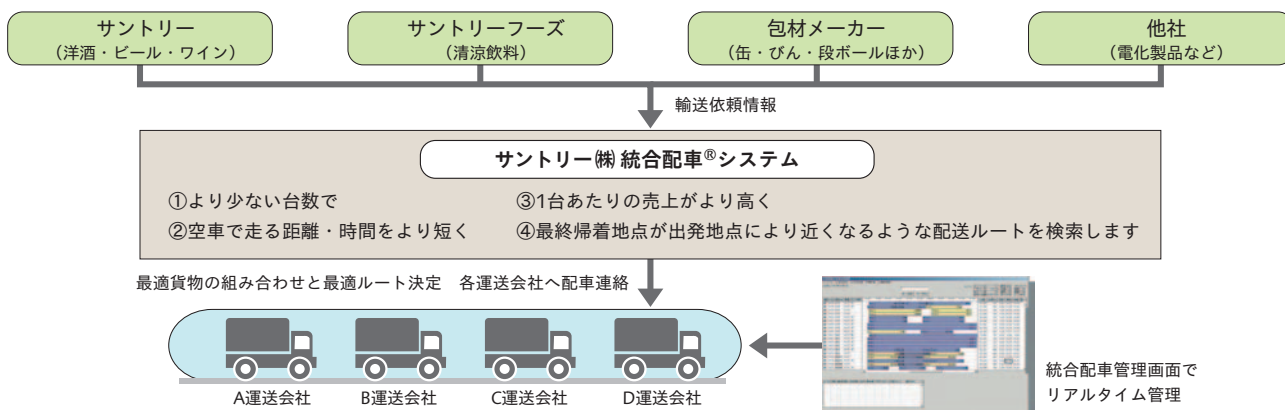 サントリー
（洋酒・ビール・ワイン）
サントリーフーズ
（清涼飲料）
包材メーカー
（缶・びん・段ボールほか）
他社
（電化製品など）
輸送依頼情報
サントリー㈱ 統合配車®システム
①より少ない台数で
③1台あたりの売上がより高く
②空車で走る距離・時間をより短く
④最終帰着地点が出発地点により近くなるような配送ルートを検索します
最適貨物の組み合わせと最適ルート決定　各運送会社へ配車連絡
A運送会社
B運送会社
C運送会社
D運送会社
統合配車管理画面で
リアルタイム管理